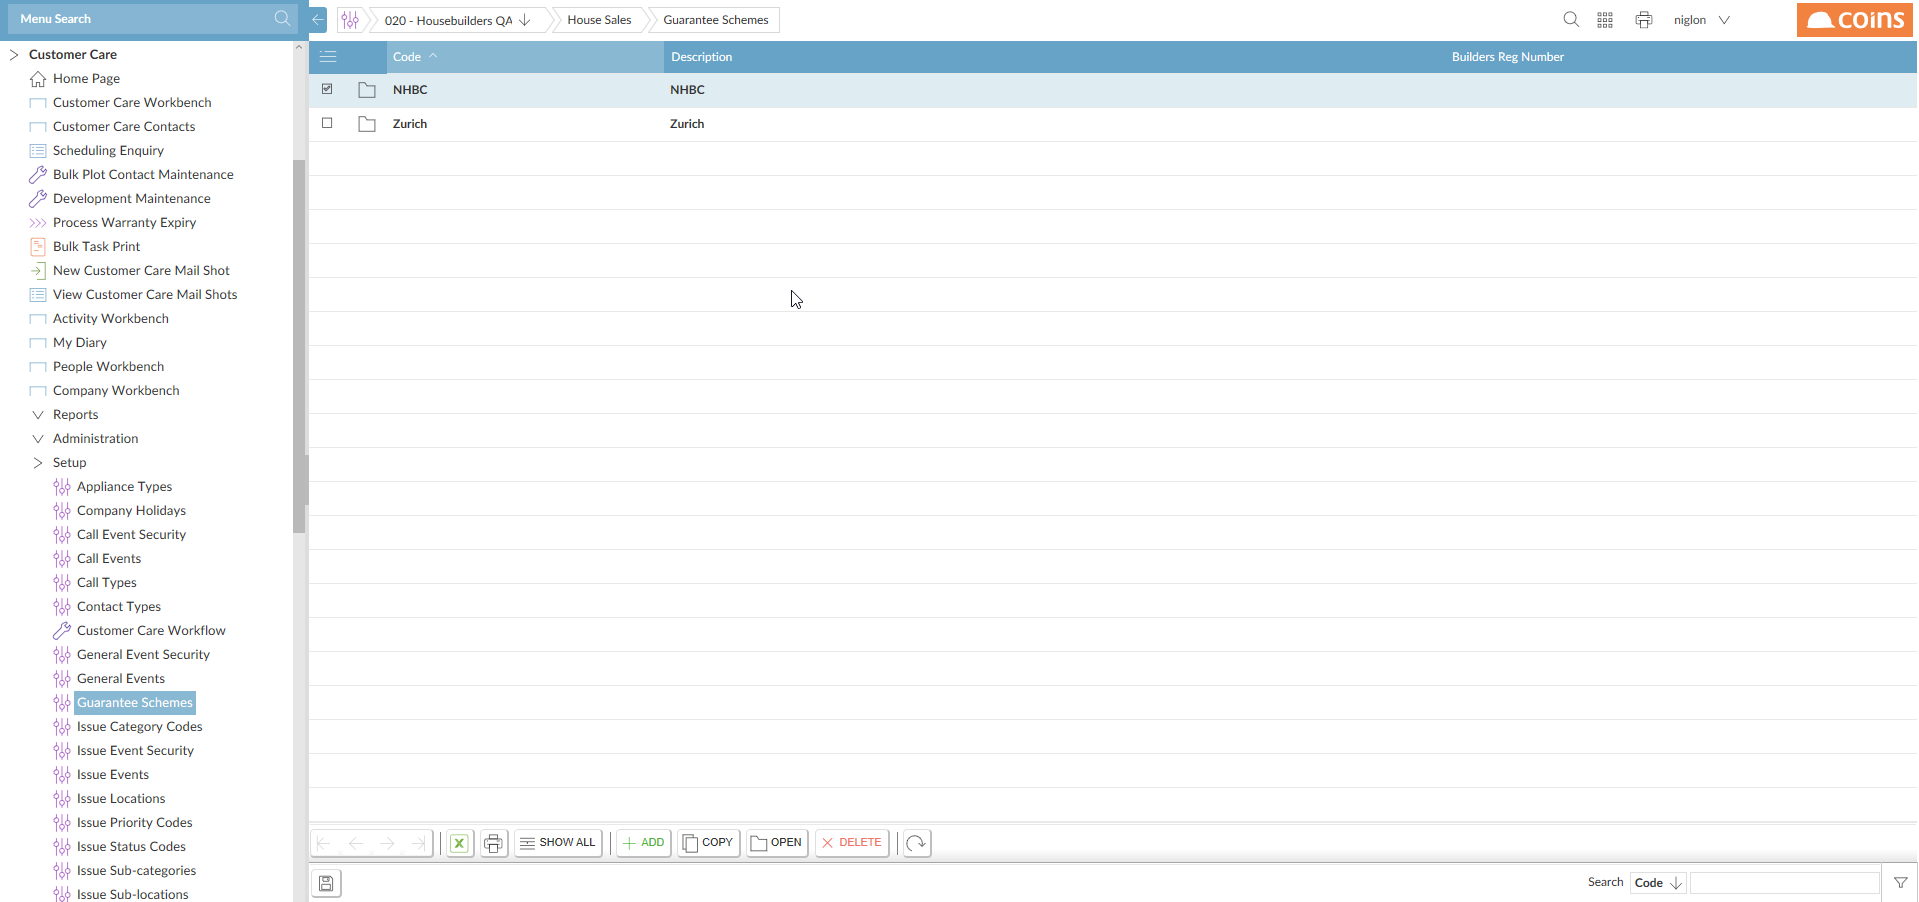 Menu Search
020 - Housebuilders QA
House Sales
Guarantee Schemes
niglon
coins
Customer Care
Home Page
Customer Care Workbench
Customer Care Contacts
Scheduling Enquiry
Bulk Plot Contact Maintenance
Development Maintenance
Process Warranty Expiry
Bulk Task Print
New Customer Care Mail Shot
View Customer Care Mail Shots
Activity Workbench
My Diary
People Workbench
Company Workbench
Reports
Administration
Setup
Appliance Types
Company Holidays
Call Event Security
Call Events
Call Types
Contact Types
Customer Care Workflow
General Event Security
General Events
Guarantee Schemes
Issue Category Codes
Issue Event Security
Issue Events
Issue Locations
Issue Priority Codes
Issue Status Codes
Issue Sub-categories
Issue Sub-locations
Code Description Builders Reg Number
NHBC NHBC
Zurich Zurich
SHOW ALL ADD COPY OPEN DELETE
Search Code